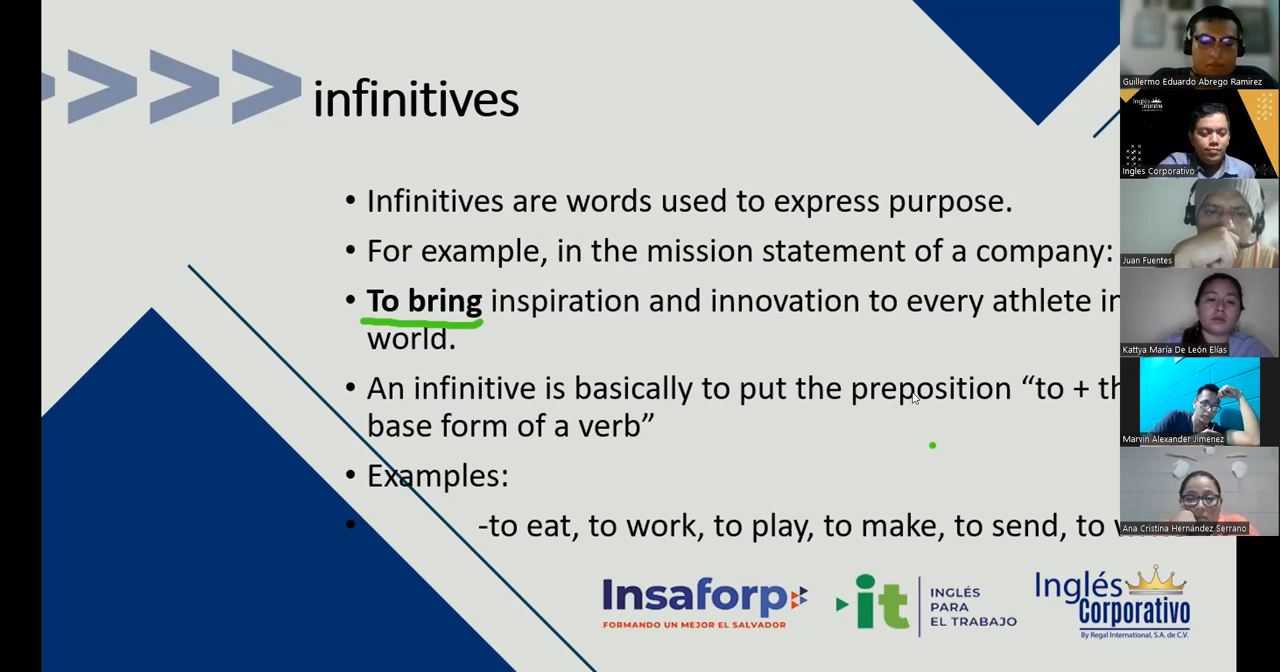 infinitives
• Infinitives are words used to express purpose.
• For example, in the mission statement of a company:
• To bring inspiration and innovation to every athlete in
world.
• An infinitive is basically to put the preposition “to +
base form of a verb”
• Examples:
• -to eat, to work, to play, to make, to send, to
Insaforp
FORMANDO UN MEJOR EL SALVADOR
it
INGLÉS
PARA
EL TRABAJO
Inglés
Corporativo
By Regal International, S.A. de C.V.
Guillermo Eduardo Abrego Ramirez
Inglés
Ingles Corporativo
Juan Fuentes
Kattya María De León Elías
Marvin Alexander Jimenez
Ana Cristina Hernández Serrano